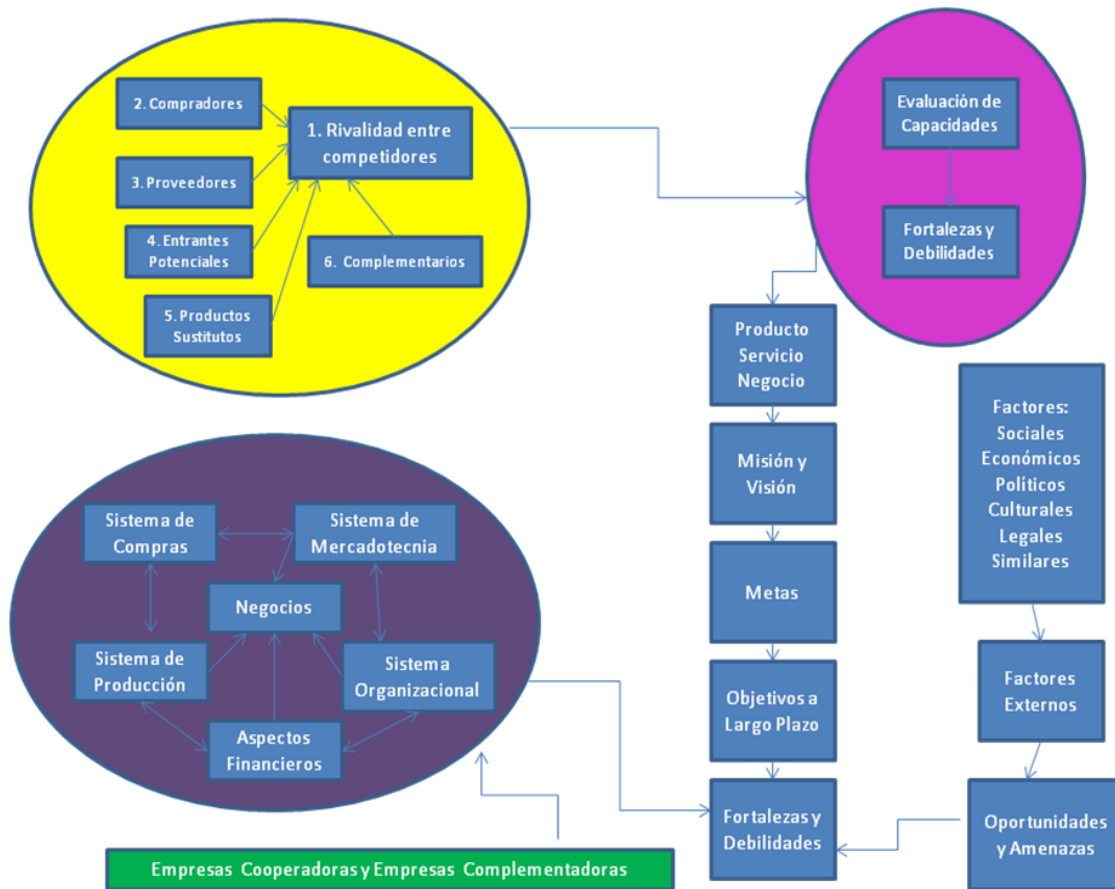 2. Compradores
1. Rivalidad entre
competidores
3. Proveedores
4. Entrantes
Potenciales
6. Complementarios
5. Productos
Sustitutos
Evaluación de
Capacidades
Fortalezas y
Debilidades
Producto
Servicio
Negocio
Misión y
Visión
Metas
Objetivos a
Largo Plazo
Fortalezas y
Debilidades
Factores:
Sociales
Económicos
Políticos
Culturales
Legales
Similares
Factores
Externos
Oportunidades
y Amenazas
Sistema de
Compras
Sistema de
Mercadotecnia
Negocios
Sistema de
Producción
Sistema
Organizacional
Aspectos
Financieros
Empresas Cooperadoras y Empresas Complementadoras